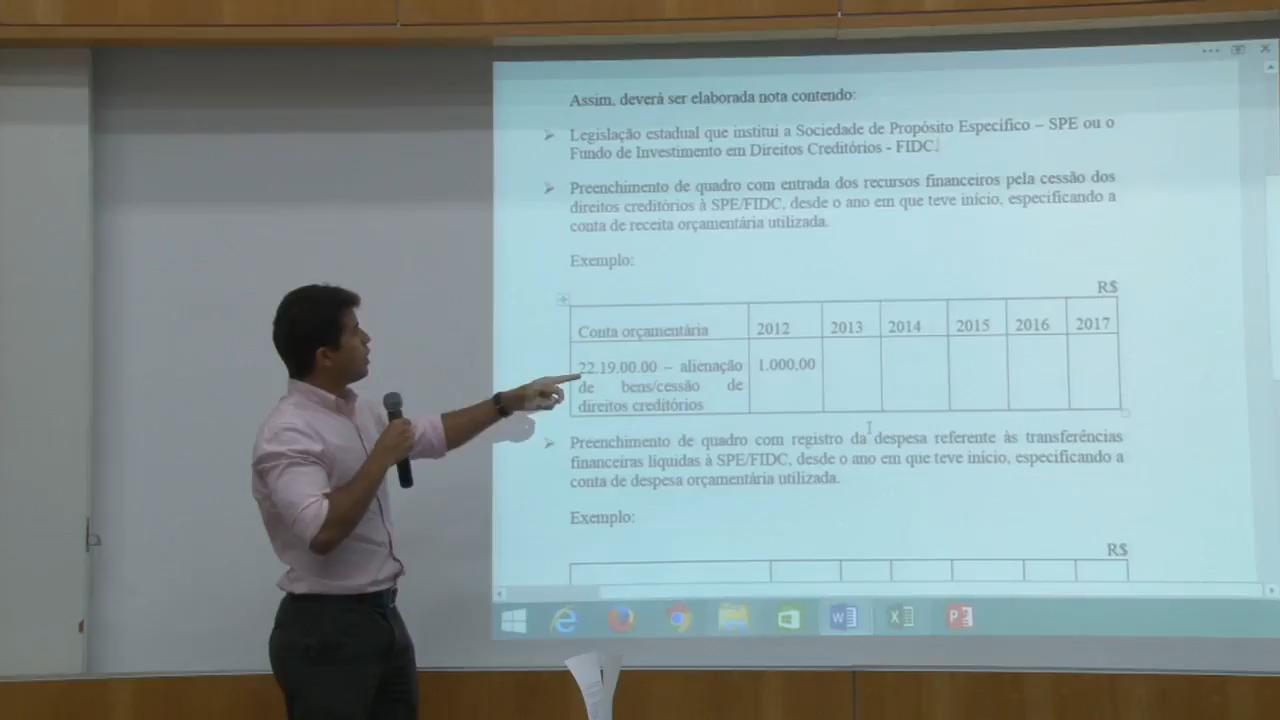 Assim, deverá ser elaborada nota contendo:
➢ Legislação estadual que institui a Sociedade de Propósito Específico – SPE ou o
Fundo de Investimento em Direitos Creditórios - FIDC.
➢ Preenchimento de quadro com entrada dos recursos financeiros pela cessão dos
direitos creditórios à SPE/FIDC, desde o ano em que teve início, especificando a
conta de receita orçamentária utilizada.
Exemplo:
R$
Conta orçamentária 2012 2013 2014 2015 2016 2017
22.19.00.00 – alienação 1.000,00
de bens/cessão de
direitos creditórios
➢ Preenchimento de quadro com registro da despesa referente às transferências
financeiras líquidas à SPE/FIDC, desde o ano em que teve início, especificando a
conta de despesa orçamentária utilizada.
Exemplo:
R$